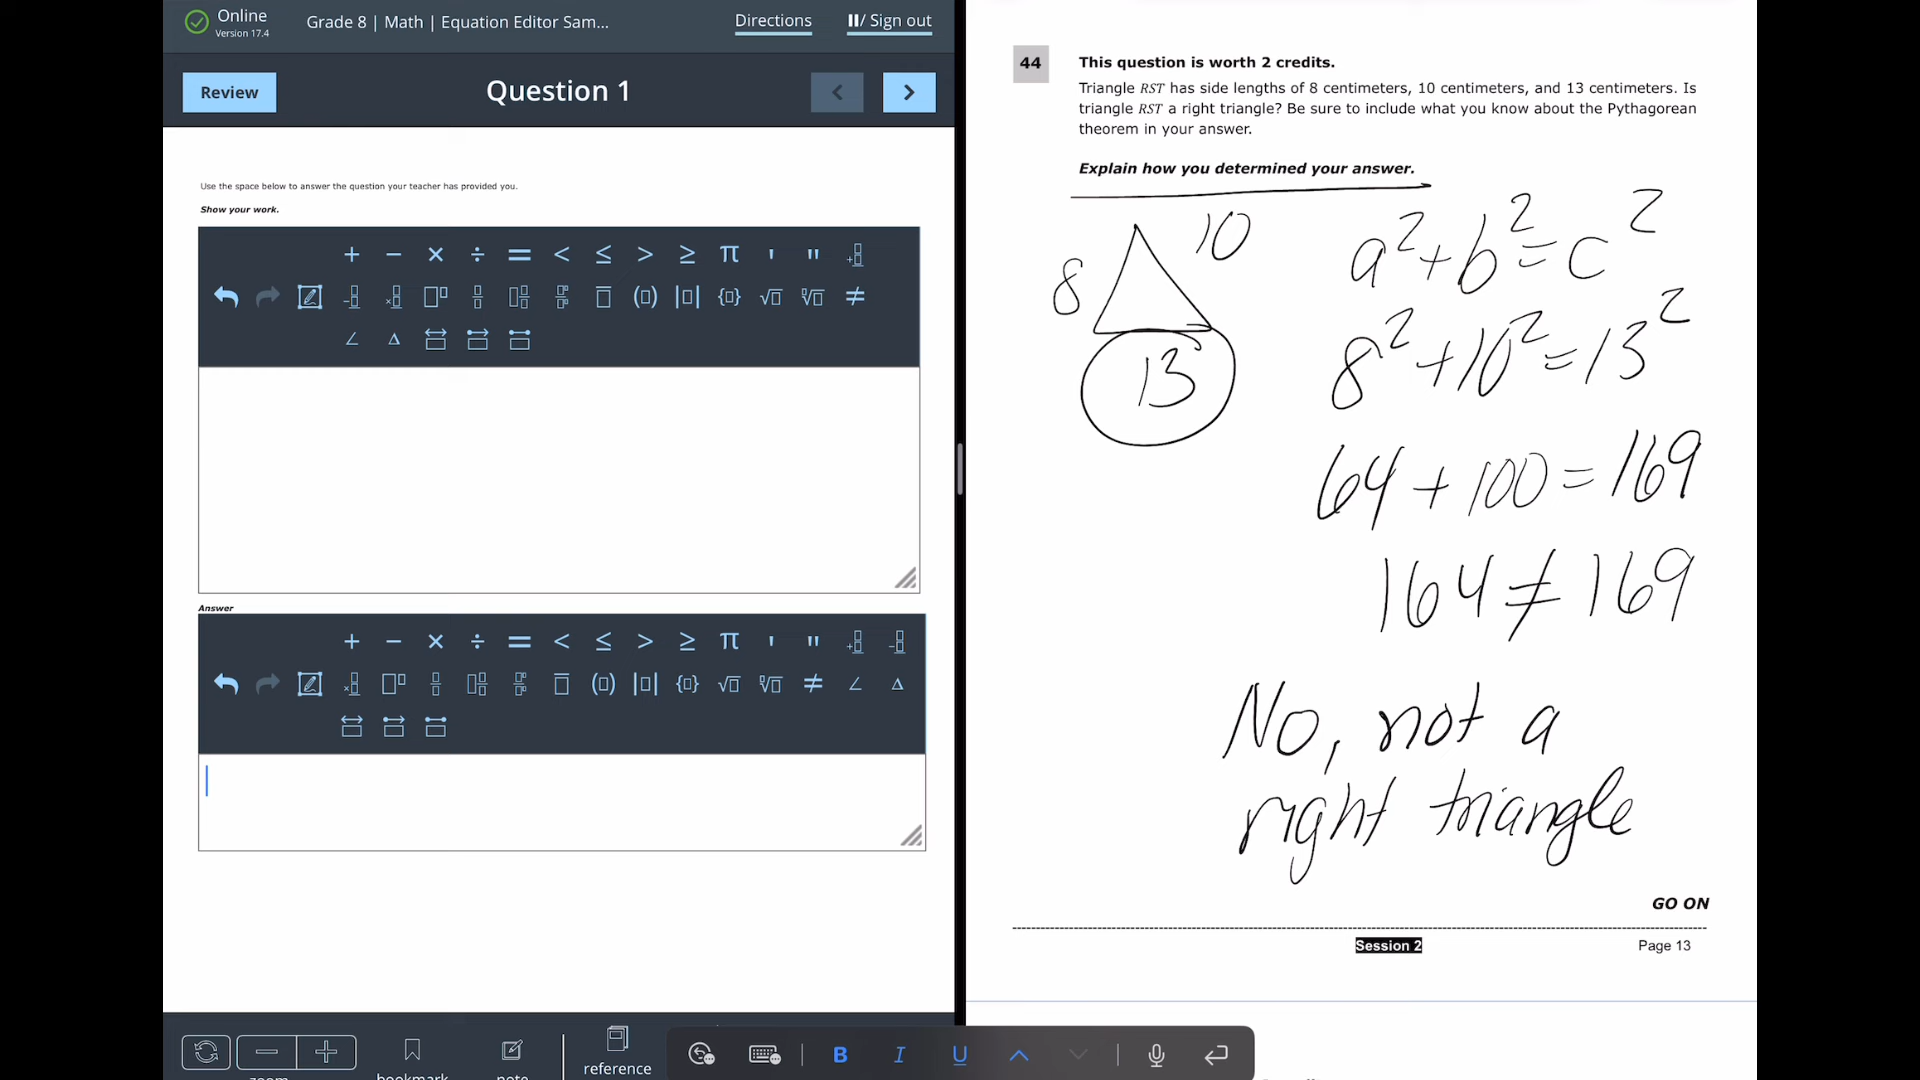 Online
Version 17.4
Grade 8 | Math | Equation Editor Sam...
Directions
/ Sign out
Review
Question 1
Use the space below to answer the question your teacher has provided you.
Show your work.
+ − × ÷ = < ≤ > ≥ π ' "
≠
∠ Δ
Answer
+ − × ÷ = < ≤ > ≥ π ' "
≠ ∠ Δ
reference
B I U
44
This question is worth 2 credits.
Triangle RST has side lengths of 8 centimeters, 10 centimeters, and 13 centimeters. Is
triangle RST a right triangle? Be sure to include what you know about the Pythagorean
theorem in your answer.
Explain how you determined your answer.
8
10
13
a²+b²=c²
8²+10²=13²
64+100=169
164≠169
No, not a
right triangle
GO ON
Session 2
Page 13